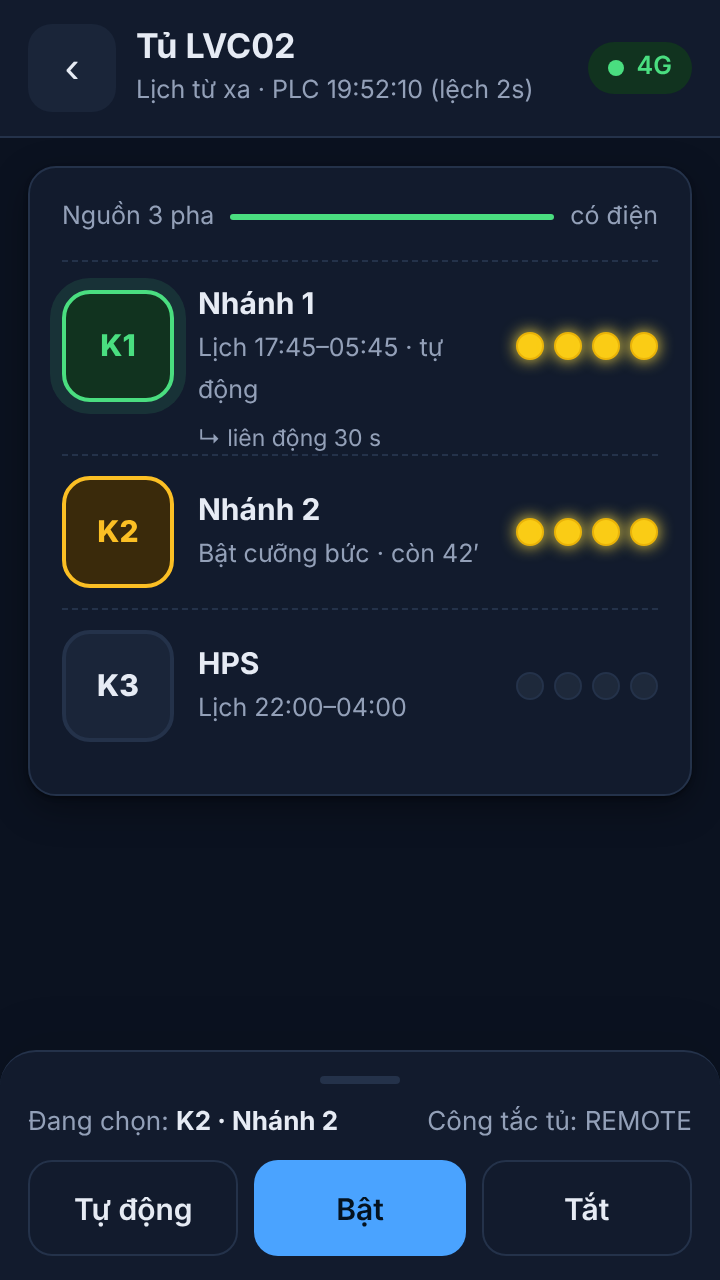 ‹
Tủ LVC02
Lịch từ xa · PLC 19:52:10 (lệch 2s)
4G
Nguồn 3 pha
có điện
K1
Nhánh 1
Lịch 17:45–05:45 · tự
động
↳ liên động 30 s
K2
Nhánh 2
Bật cưỡng bức · còn 42′
K3
HPS
Lịch 22:00–04:00
Đang chọn: K2 · Nhánh 2
Công tắc tủ: REMOTE
Tự động
Bật
Tắt